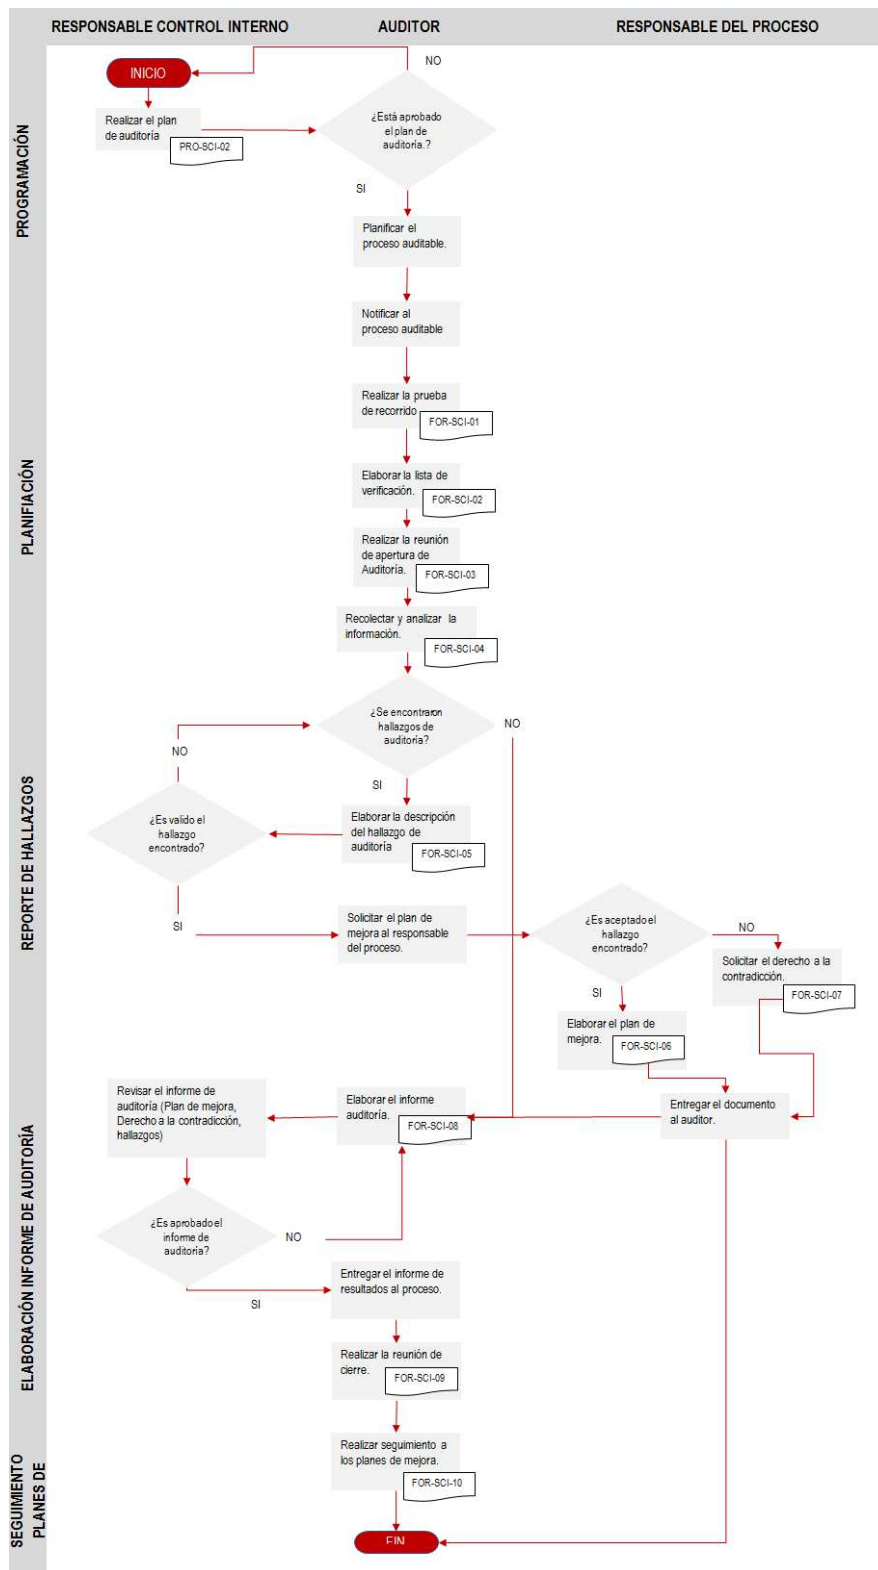 RESPONSABLE CONTROL INTERNO
AUDITOR
RESPONSABLE DEL PROCESO
PROGRAMACIÓN
INICIO
NO
Realizar el plan
de auditoría
PRO-SCI-02
¿Está aprobado
el plan de
auditoría.?
SI
Planificar el
proceso auditable.
Notificar al
proceso auditable
PLANIFIACIÓN
Realizar la prueba
de recorrido
FOR-SCI-01
Elaborar la lista de
verificación.
FOR-SCI-02
Realizar la reunión
de apertura de
Auditoría.
FOR-SCI-03
Recolectar y analizar la
información.
FOR-SCI-04
REPORTE DE HALLAZGOS
¿Se encontraron
hallazgos de
auditoría?
NO
NO
SI
¿Es valido el
hallazgo
encontrado?
Elaborar la descripción
del hallazgo de
auditoría
FOR-SCI-05
SI
Solicitar el plan de
mejora al responsable
del proceso.
¿Es aceptado el
hallazgo
encontrado?
NO
Solicitar el derecho a la
contradicción.
FOR-SCI-07
SI
Elaborar el plan de
mejora.
FOR-SCI-06
ELABORACIÓN INFORME DE AUDITORÍA
Revisar el informe de
auditoría (Plan de mejora,
Derecho a la contradicción,
hallazgos)
Elaborar el informe
auditoría.
FOR-SCI-08
Entregar el documento
al auditor.
¿Es aprobado el
informe de
auditoría?
NO
SI
Entregar el informe de
resultados al proceso.
Realizar la reunión de
cierre.
FOR-SCI-09
SEGUIMIENTO
PLANES DE
Realizar seguimiento a
los planes de mejora.
FOR-SCI-10
FIN